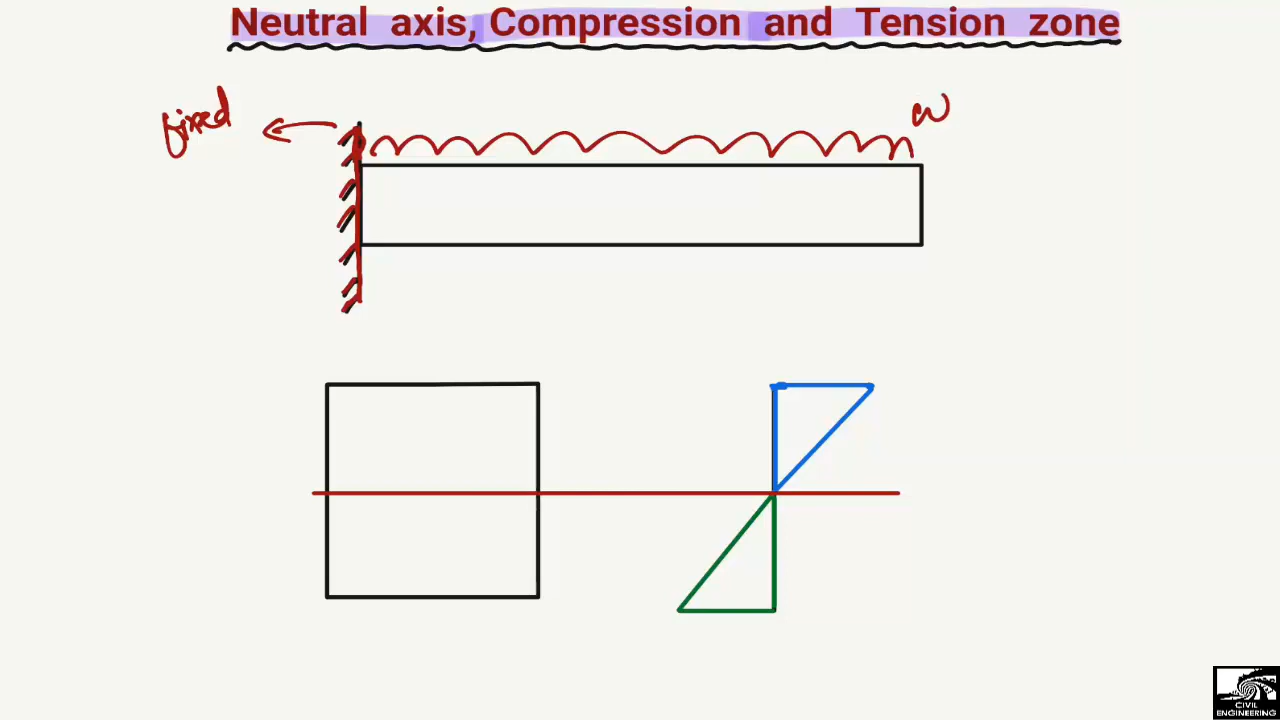 Neutral axis, Compression and Tension zone
fixed
ω
CIVIL
ENGINEERING